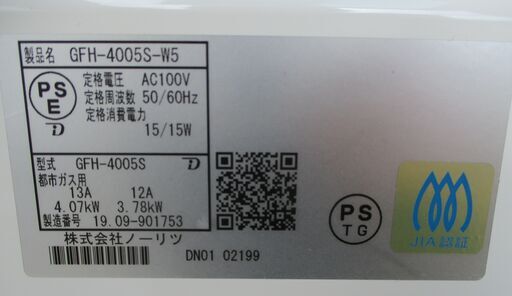 製品名 GFH-4005S-W5
PS
E
定格電圧 AC100V
定格周波数 50/60Hz
定格消費電力
15/15W
型式 GFH-4005S
都市ガス用
13A 12A
4.07kW 3.78kW
製造番号 19.09-901753
株式会社ノーリツ
DN01 02199
PS
TG
JIA認証